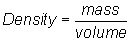 Density = mass / volume